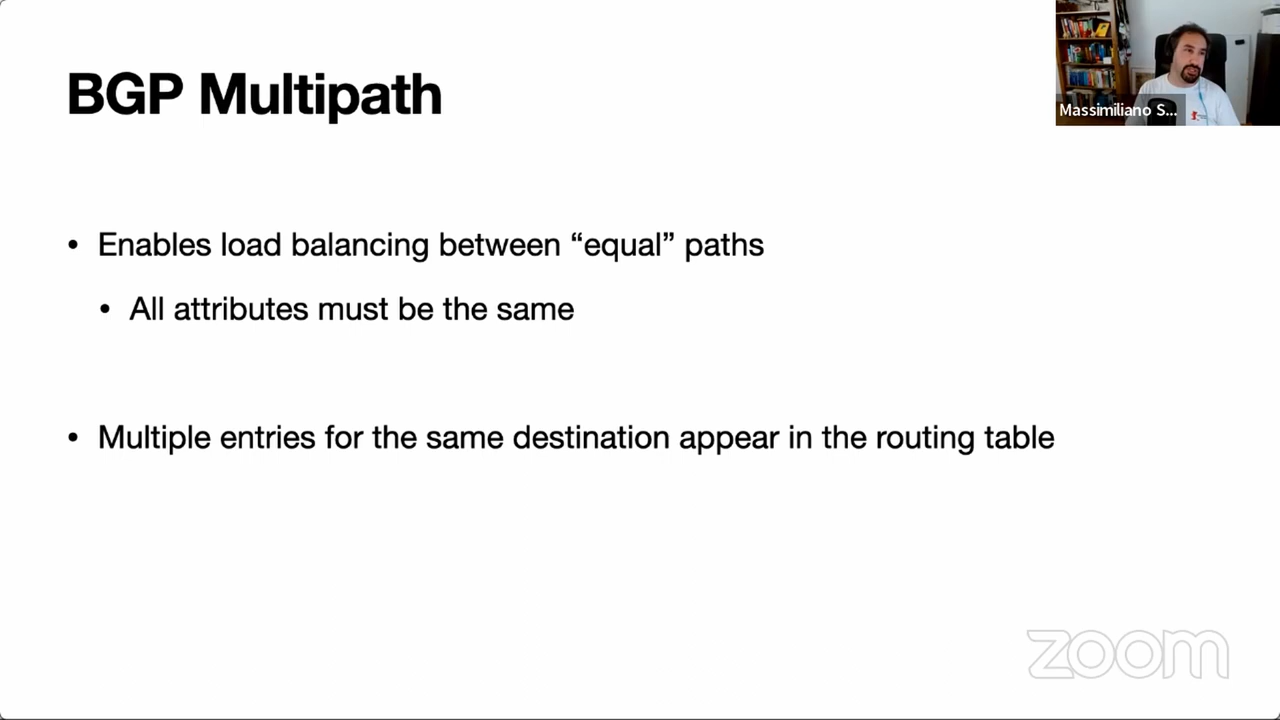 BGP Multipath
Massimiliano S...
• Enables load balancing between “equal” paths
• All attributes must be the same
• Multiple entries for the same destination appear in the routing table
zoom